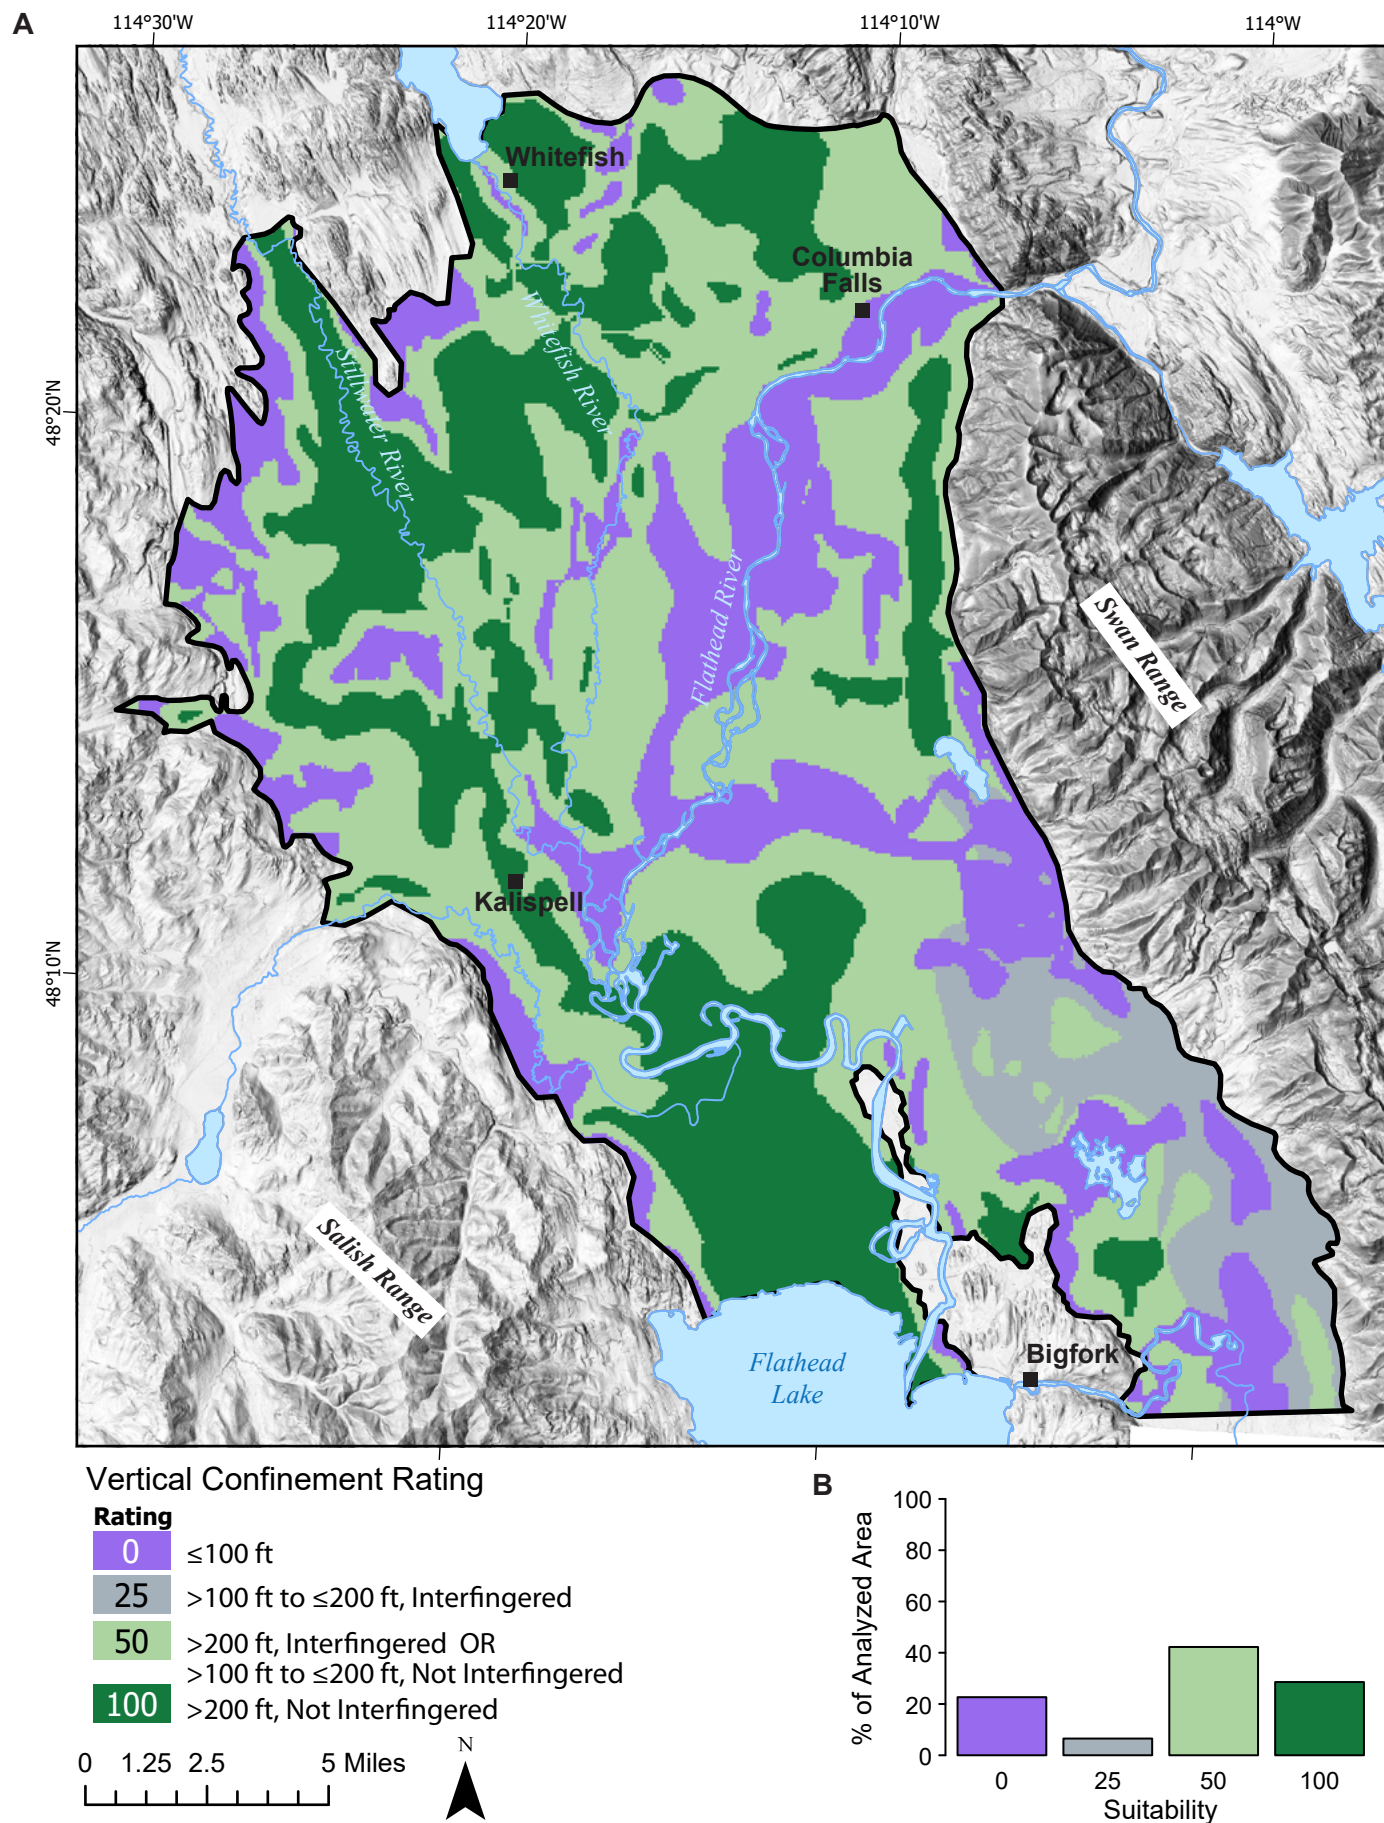 A
114°30'W
114°20'W
114°10'W
114°W
Whitefish
Columbia
Falls
Whitefish River
Stillwater River
48°20'N
Flathead River
Swan Range
Kalispell
48°10'N
Salish Range
Bigfork
Flathead
Lake
Vertical Confinement Rating
Rating
0 ≤100 ft
25 >100 ft to ≤200 ft, Interfingered
50 >200 ft, Interfingered OR
>100 ft to ≤200 ft, Not Interfingered
100 >200 ft, Not Interfingered
0 1.25 2.5 5 Miles
N
B
% of Analyzed Area
100
80
60
40
20
0
0 25 50 100
Suitability